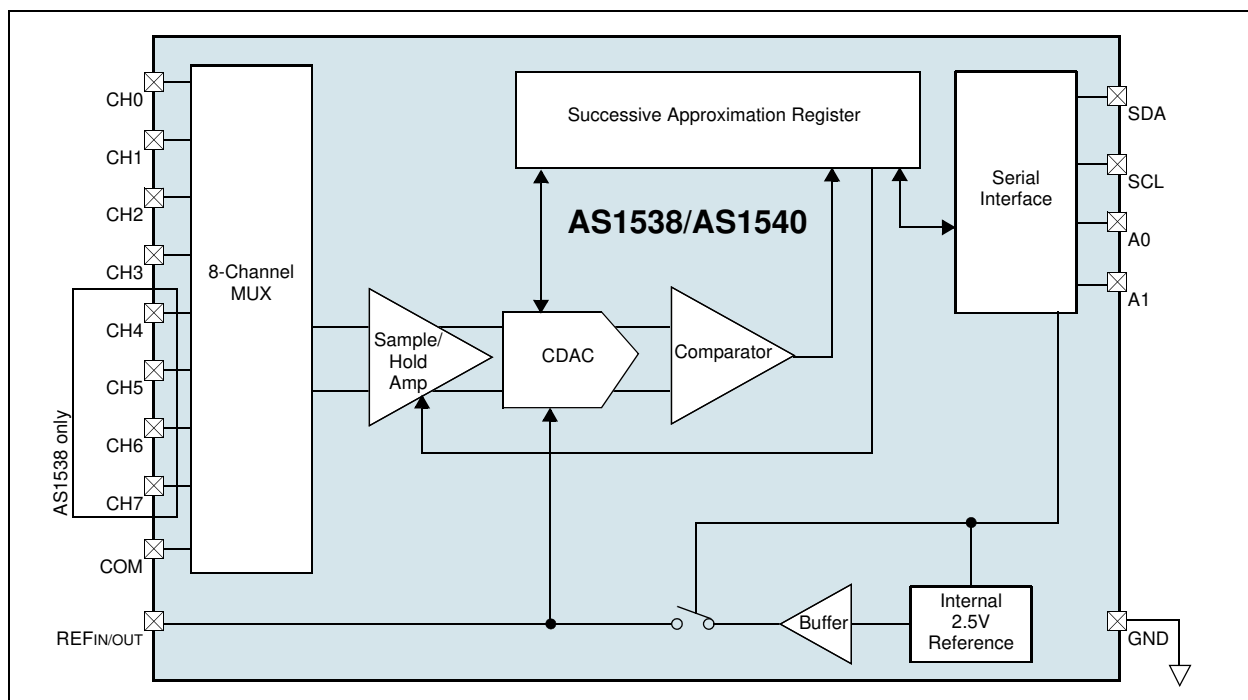 CH0
CH1
CH2
CH3
CH4
CH5
CH6
CH7
AS1538 only
COM
REFIN/OUT
8-Channel
MUX
Sample/
Hold
Amp
CDAC
Comparator
Successive Approximation Register
AS1538/AS1540
Serial
Interface
SDA
SCL
A0
A1
Buffer
Internal
2.5V
Reference
GND